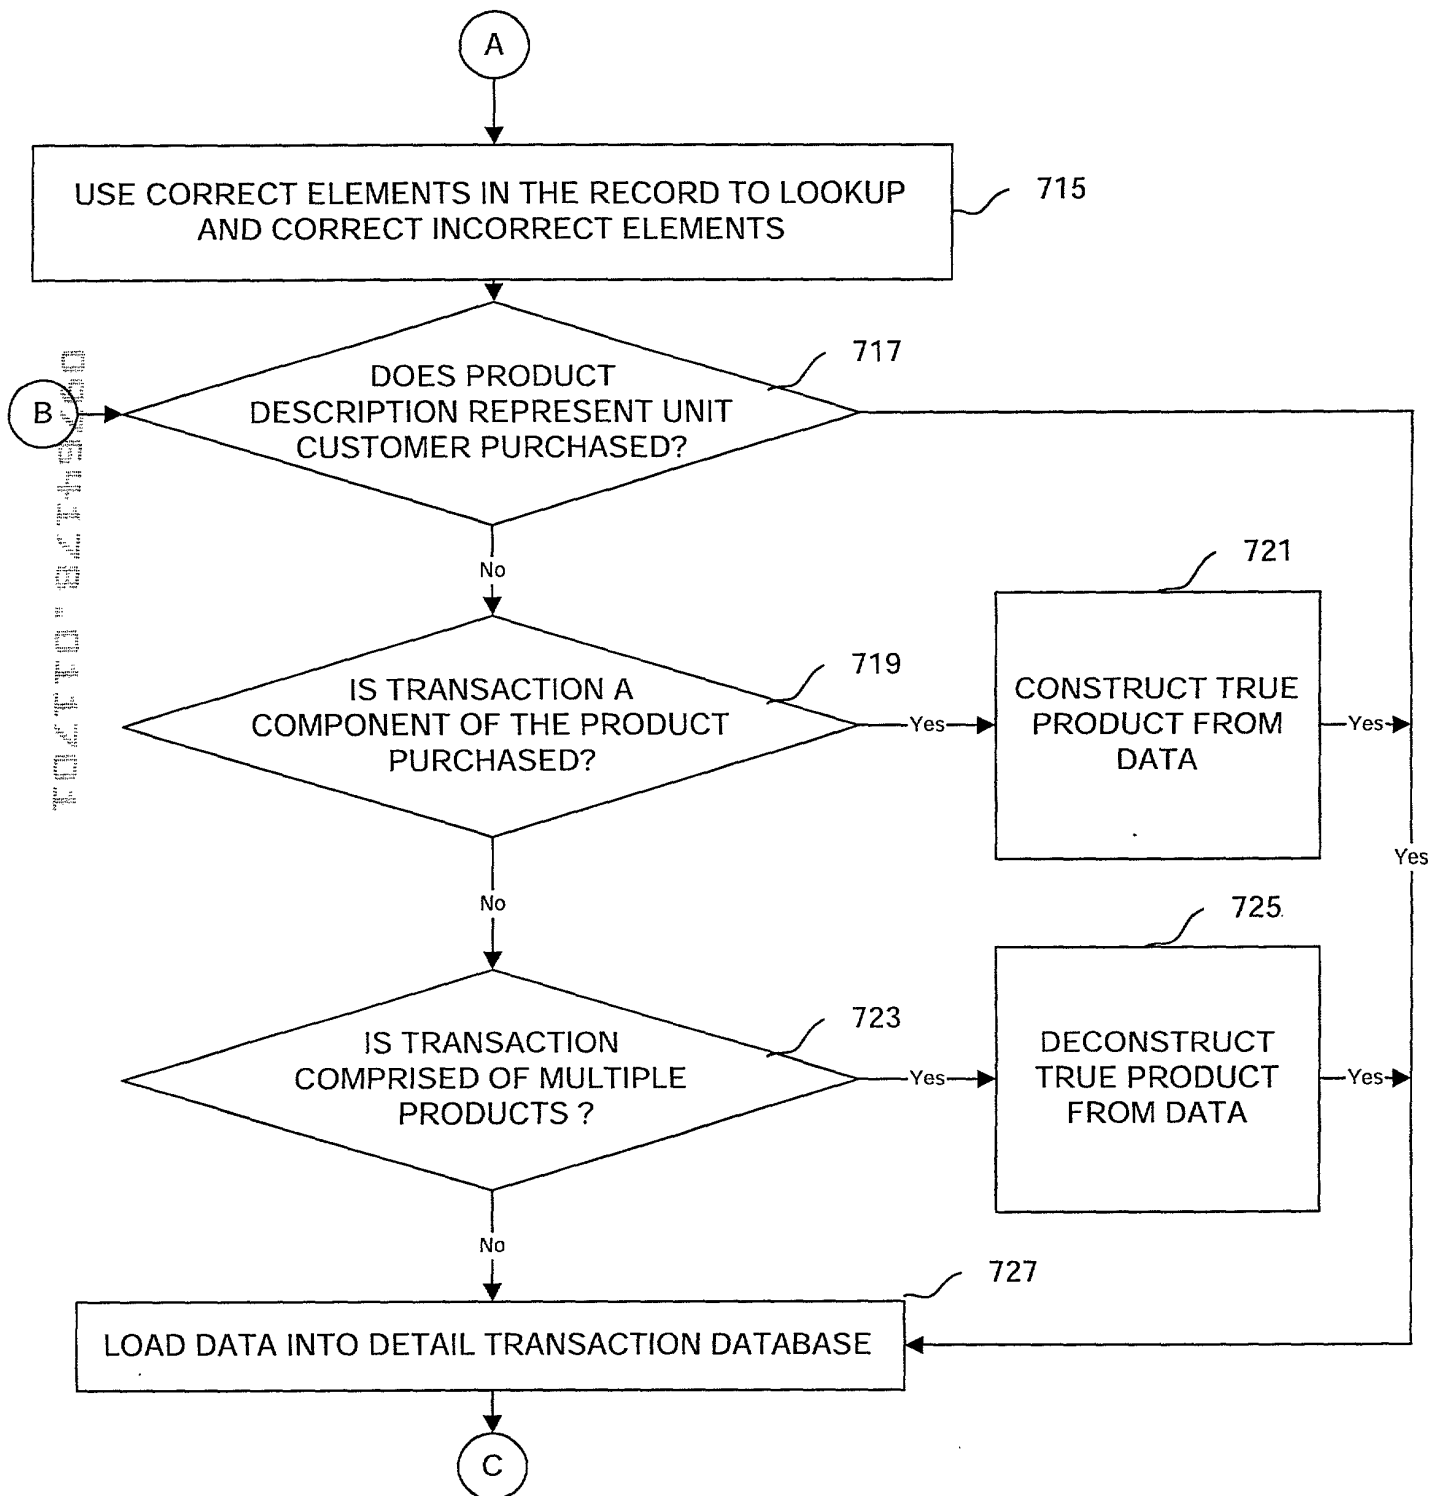 A
USE CORRECT ELEMENTS IN THE RECORD TO LOOKUP
AND CORRECT INCORRECT ELEMENTS
715
B
DOES PRODUCT
DESCRIPTION REPRESENT UNIT
CUSTOMER PURCHASED?
717
No
IS TRANSACTION A
COMPONENT OF THE PRODUCT
PURCHASED?
719
Yes
721
CONSTRUCT TRUE
PRODUCT FROM
DATA
Yes
Yes
No
IS TRANSACTION
COMPRISED OF MULTIPLE
PRODUCTS ?
723
Yes
725
DECONSTRUCT
TRUE PRODUCT
FROM DATA
Yes
No
727
LOAD DATA INTO DETAIL TRANSACTION DATABASE
C